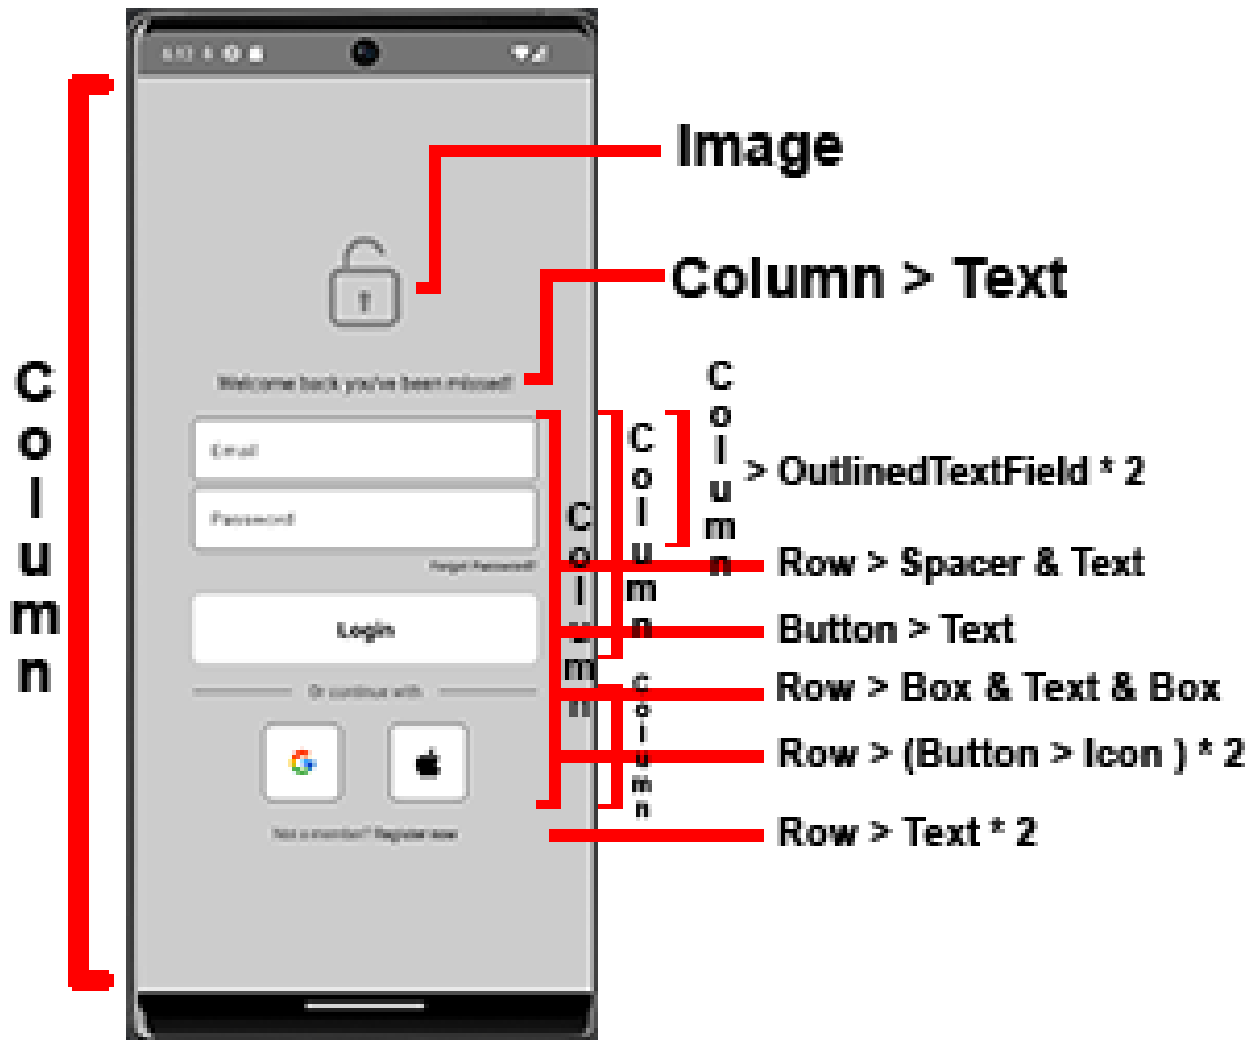 Image
Column > Text
Column
Welcome back you've been missed!
Column
Column
Column
Email
> OutlinedTextField * 2
Password
Column
Forgot Password?
Row > Spacer & Text
Login
Button > Text
Or continue with
Row > Box & Text & Box
Column
Row > (Button > Icon ) * 2
Not a member? Register now
Row > Text * 2